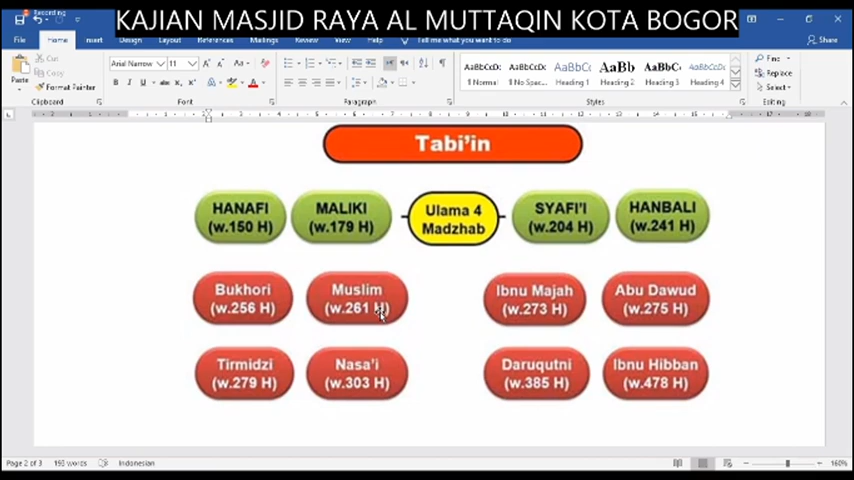 Recording
KAJIAN MASJID RAYA AL MUTTAQIN KOTA BOGOR
File
Home
Insert
Design
Layout
References
Mailings
Review
View
Help
Tell me what you want to do
Share
Paste
Cut
Copy
Format Painter
Clipboard
Arial Narrow
11
Font
Paragraph
AaBbCcDc
¶ Normal
AaBbCcDc
¶ No Spac...
AaBbCc
Heading 1
AaBb
Heading 2
AaBbC
Heading 3
AaBbCc
Heading 4
Styles
Find
Replace
Select
Editing
Tabi'in
HANAFI
(w.150 H)
MALIKI
(w.179 H)
Ulama 4
Madzhab
SYAFI'I
(w.204 H)
HANBALI
(w.241 H)
Bukhori
(w.256 H)
Muslim
(w.261 H)
Ibnu Majah
(w.273 H)
Abu Dawud
(w.275 H)
Tirmidzi
(w.279 H)
Nasa'i
(w.303 H)
Daruqutni
(w.385 H)
Ibnu Hibban
(w.478 H)
Page 2 of 3
193 words
Indonesian
160%